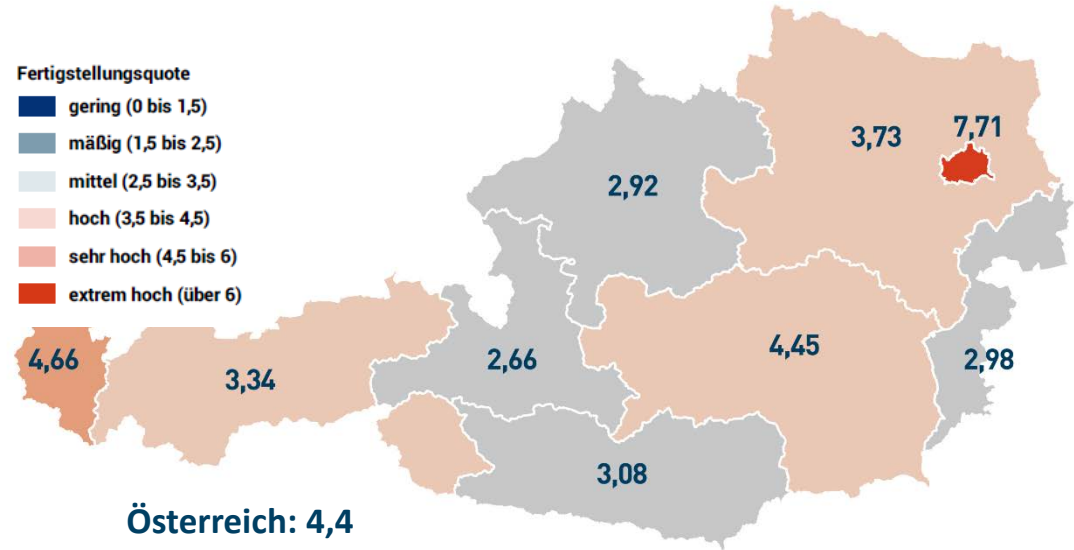 Fertigstellungsquote
gering (0 bis 1,5)
mäßig (1,5 bis 2,5)
mittel (2,5 bis 3,5)
hoch (3,5 bis 4,5)
sehr hoch (4,5 bis 6)
extrem hoch (über 6)
7,71
3,73
2,92
4,66
3,34
2,66
4,45
2,98
3,08
Österreich: 4,4